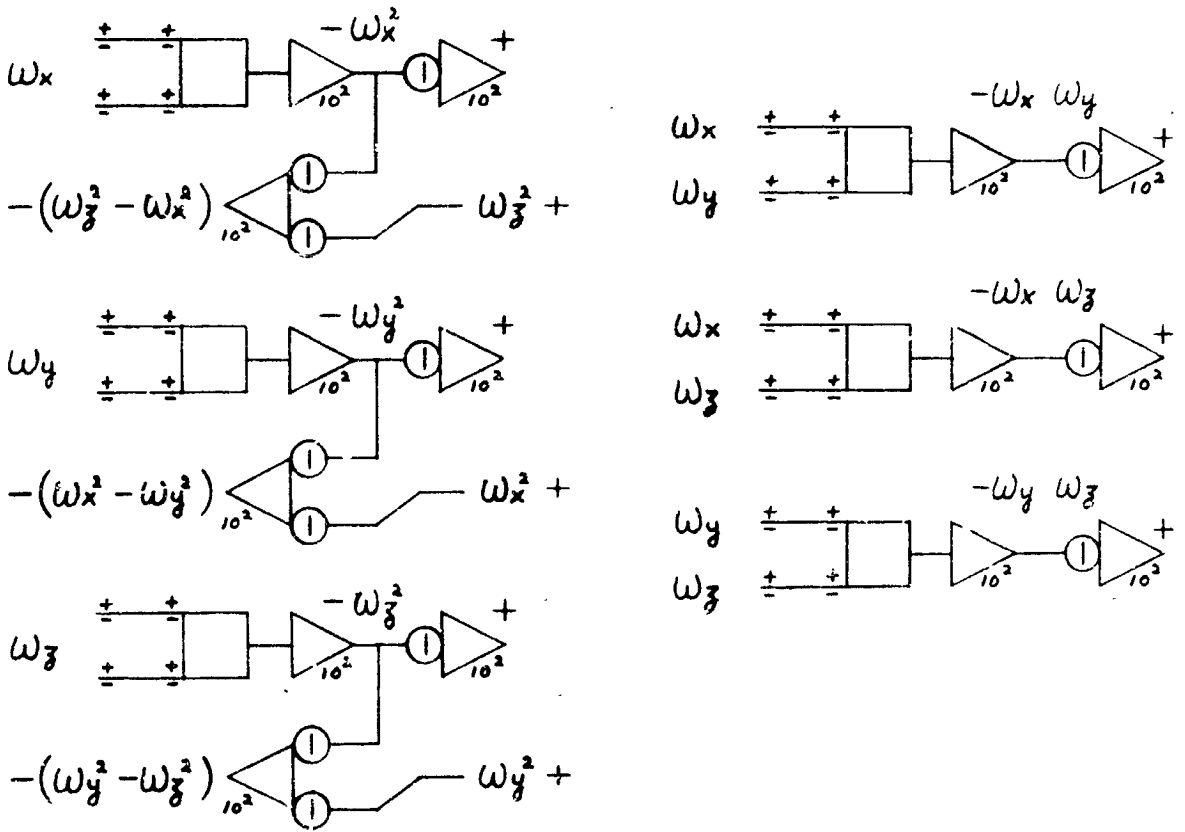 − ωx²
+
ωx
± ±
± ±
10²
10²
1
−(ωz² − ωx²)
10²
1
1
ωz² +
− ωy²
+
ωy
± ±
± ±
10²
10²
1
−(ωx² − ωy²)
10²
1
1
ωx² +
− ωz²
+
ωz
± ±
± ±
10²
10²
1
−(ωy² − ωz²)
10²
1
1
ωy² +
−ωx ωy
+
ωx ± ±
ωy ± ±
10²
1
10²
−ωx ωz
+
ωx ± ±
ωz ± ±
10²
1
10²
−ωy ωz
+
ωy ± ±
ωz ± ±
10²
1
10²